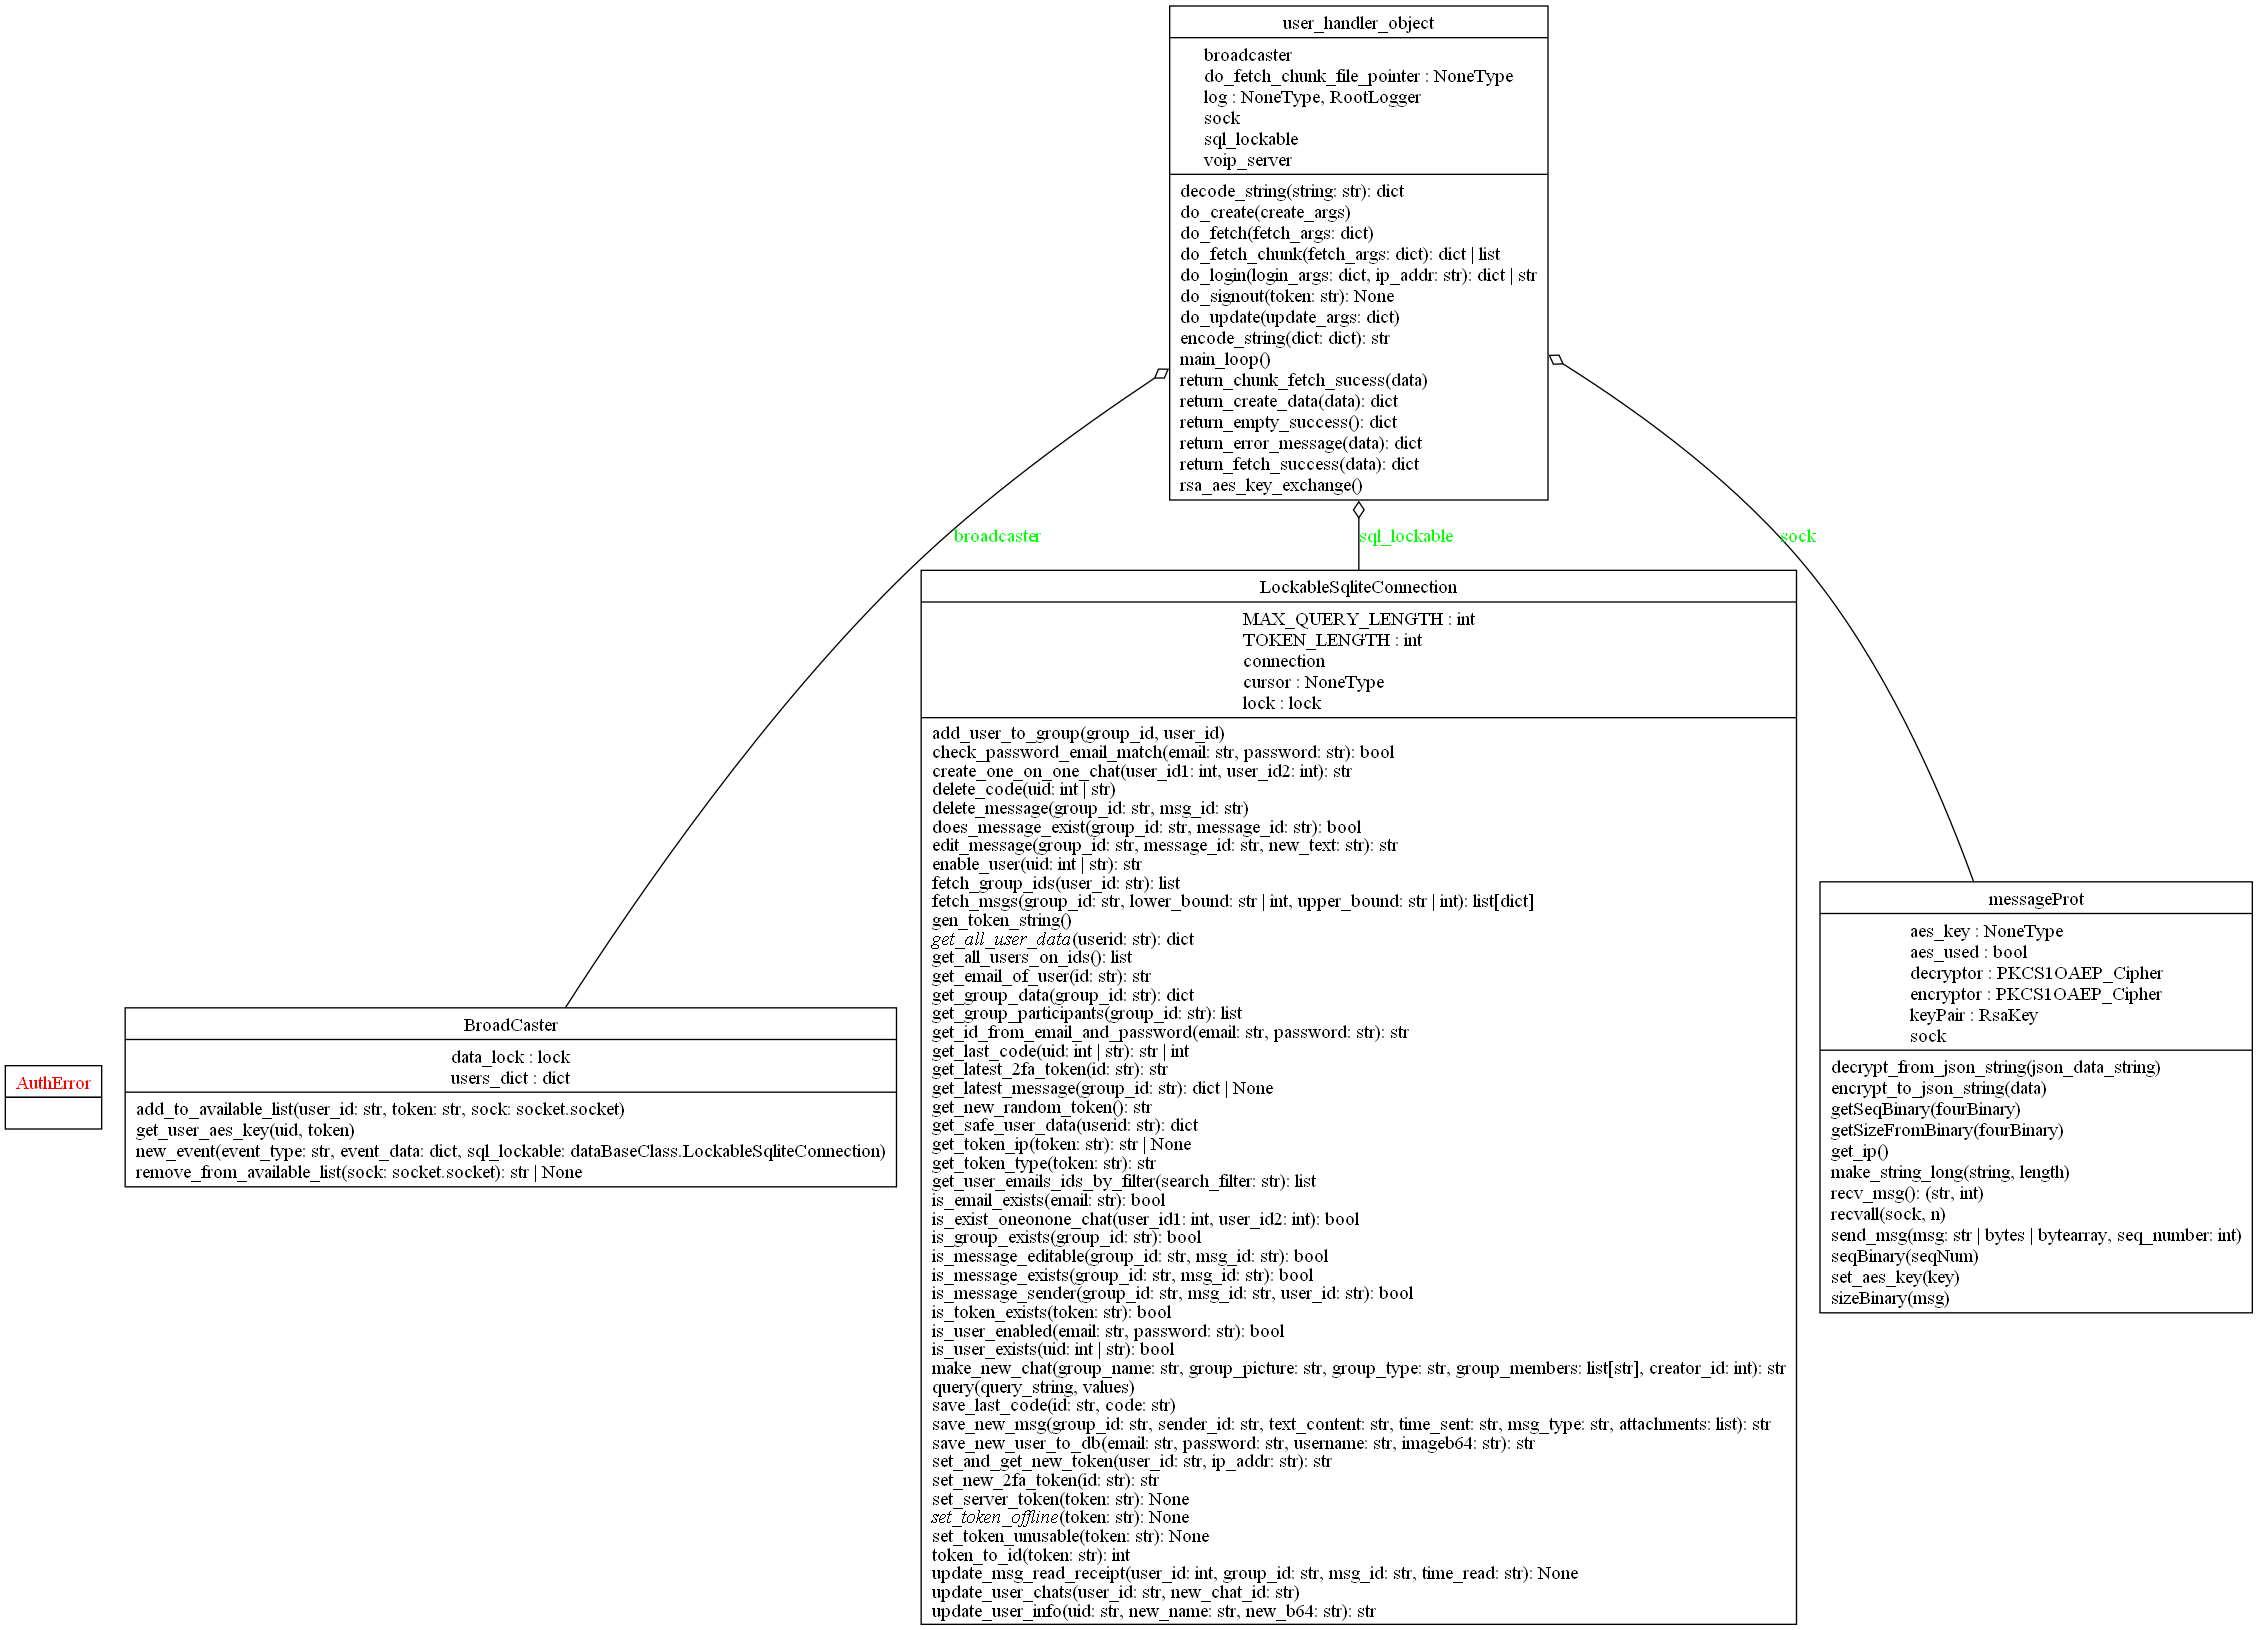 user_handler_object
broadcaster
do_fetch_chunk_file_pointer : NoneType
log : NoneType, RootLogger
sock
sql_lockable
voip_server
decode_string(string: str): dict
do_create(create_args)
do_fetch(fetch_args: dict)
do_fetch_chunk(fetch_args: dict): dict | list
do_login(login_args: dict, ip_addr: str): dict | str
do_signout(token: str): None
do_update(update_args: dict)
encode_string(dict: dict): str
main_loop()
return_chunk_fetch_sucess(data)
return_create_data(data): dict
return_empty_success(): dict
return_error_message(data): dict
return_fetch_success(data): dict
rsa_aes_key_exchange()
broadcaster
sql_lockable
sock
AuthError
BroadCaster
data_lock : lock
users_dict : dict
add_to_available_list(user_id: str, token: str, sock: socket.socket)
get_user_aes_key(uid, token)
new_event(event_type: str, event_data: dict, sql_lockable: dataBaseClass.LockableSqliteConnection)
remove_from_available_list(sock: socket.socket): str | None
LockableSqliteConnection
MAX_QUERY_LENGTH : int
TOKEN_LENGTH : int
connection
cursor : NoneType
lock : lock
add_user_to_group(group_id, user_id)
check_password_email_match(email: str, password: str): bool
create_one_on_one_chat(user_id1: int, user_id2: int): str
delete_code(uid: int | str)
delete_message(group_id: str, msg_id: str)
does_message_exist(group_id: str, message_id: str): bool
edit_message(group_id: str, message_id: str, new_text: str): str
enable_user(uid: int | str): str
fetch_group_ids(user_id: str): list
fetch_msgs(group_id: str, lower_bound: str | int, upper_bound: str | int): list[dict]
gen_token_string()
get_all_user_data(userid: str): dict
get_all_users_on_ids(): list
get_email_of_user(id: str): str
get_group_data(group_id: str): dict
get_group_participants(group_id: str): list
get_id_from_email_and_password(email: str, password: str): str
get_last_code(uid: int | str): str | int
get_latest_2fa_token(id: str): str
get_latest_message(group_id: str): dict | None
get_new_random_token(): str
get_safe_user_data(userid: str): dict
get_token_ip(token: str): str | None
get_token_type(token: str): str
get_user_emails_ids_by_filter(search_filter: str): list
is_email_exists(email: str): bool
is_exist_oneonone_chat(user_id1: int, user_id2: int): bool
is_group_exists(group_id: str): bool
is_message_editable(group_id: str, msg_id: str): bool
is_message_exists(group_id: str, msg_id: str): bool
is_message_sender(group_id: str, msg_id: str, user_id: str): bool
is_token_exists(token: str): bool
is_user_enabled(email: str, password: str): bool
is_user_exists(uid: int | str): bool
make_new_chat(group_name: str, group_picture: str, group_type: str, group_members: list[str], creator_id: int): str
query(query_string, values)
save_last_code(id: str, code: str)
save_new_msg(group_id: str, sender_id: str, text_content: str, time_sent: str, msg_type: str, attachments: list): str
save_new_user_to_db(email: str, password: str, username: str, imageb64: str): str
set_and_get_new_token(user_id: str, ip_addr: str): str
set_new_2fa_token(id: str): str
set_server_token(token: str): None
set_token_offline(token: str): None
set_token_unusable(token: str): None
token_to_id(token: str): int
update_msg_read_receipt(user_id: int, group_id: str, msg_id: str, time_read: str): None
update_user_chats(user_id: str, new_chat_id: str)
update_user_info(uid: str, new_name: str, new_b64: str): str
messageProt
aes_key : NoneType
aes_used : bool
decryptor : PKCS1OAEP_Cipher
encryptor : PKCS1OAEP_Cipher
keyPair : RsaKey
sock
decrypt_from_json_string(json_data_string)
encrypt_to_json_string(data)
getSeqBinary(fourBinary)
getSizeFromBinary(fourBinary)
get_ip()
make_string_long(string, length)
recv_msg(): (str, int)
recvall(sock, n)
send_msg(msg: str | bytes | bytearray, seq_number: int)
seqBinary(seqNum)
set_aes_key(key)
sizeBinary(msg)